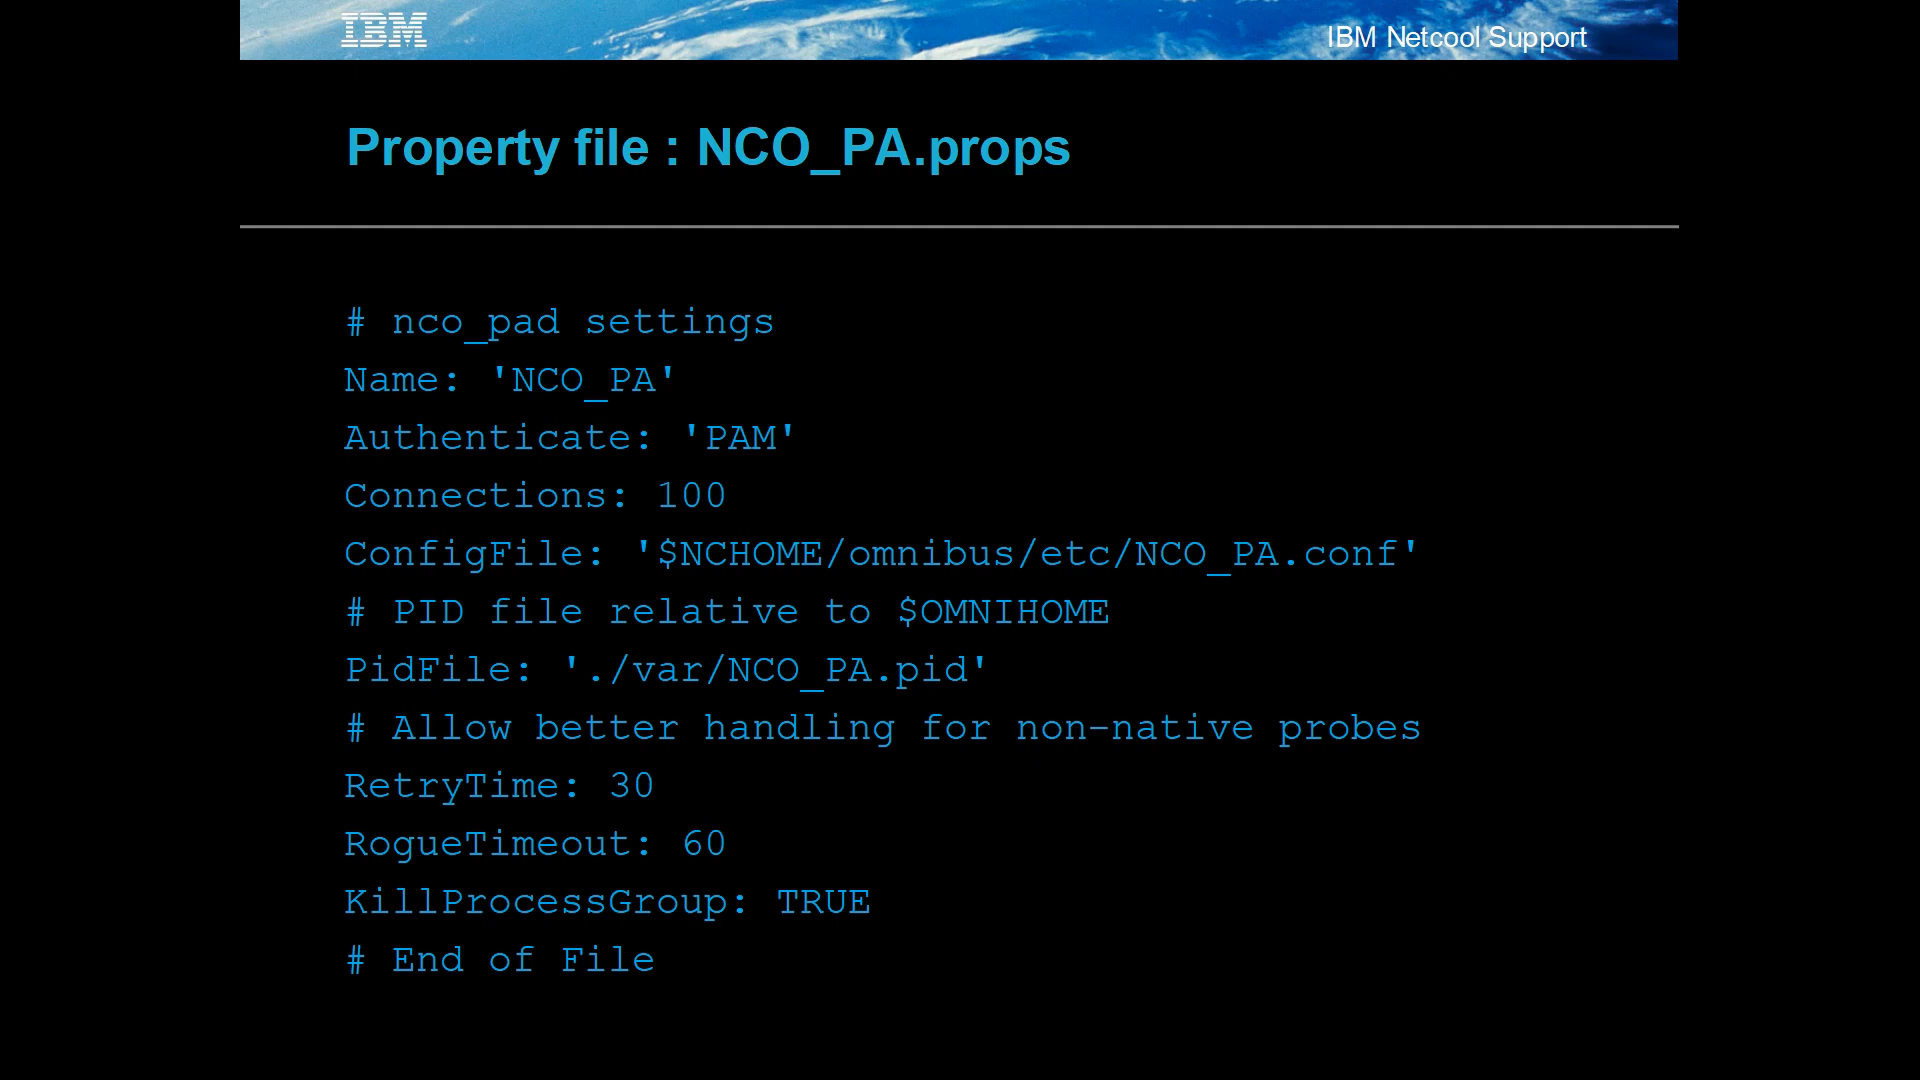 IBM
IBM Netcool Support
Property file : NCO_PA.props
# nco_pad settings
Name: 'NCO_PA'
Authenticate: 'PAM'
Connections: 100
ConfigFile: '$NCHOME/omnibus/etc/NCO_PA.conf'
# PID file relative to $OMNIHOME
PidFile: './var/NCO_PA.pid'
# Allow better handling for non-native probes
RetryTime: 30
RogueTimeout: 60
KillProcessGroup: TRUE
# End of File